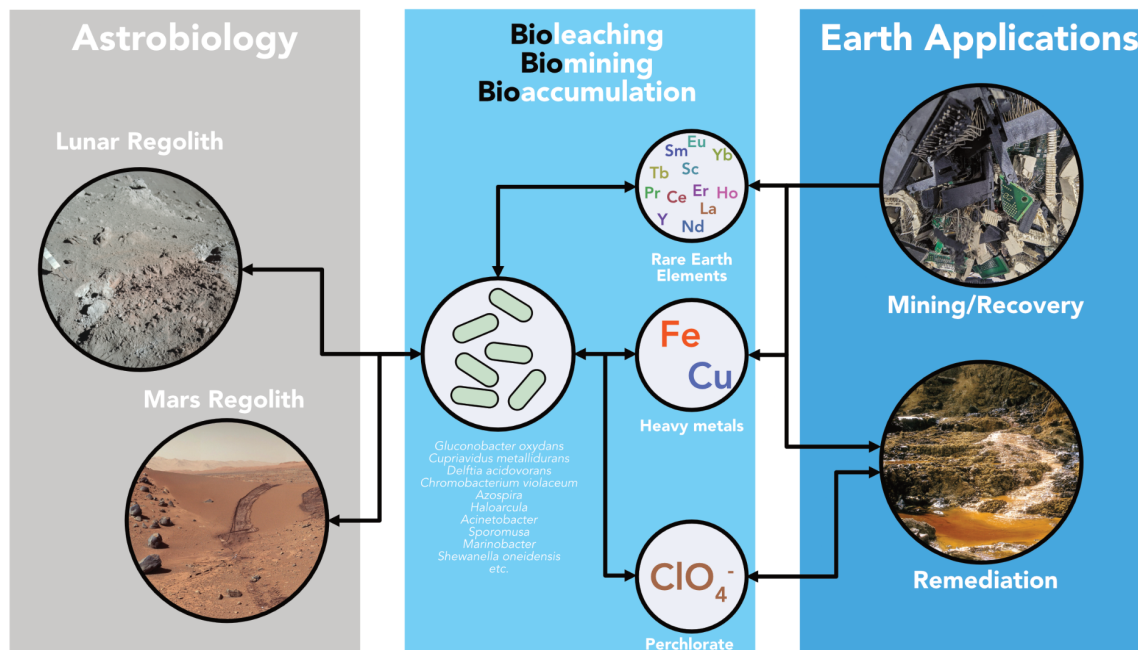 Astrobiology
Lunar Regolith
Mars Regolith
Bioleaching
Biomining
Bioaccumulation
Eu
Sm
Yb
Tb
Sc
Pr
Ce
Er
Ho
La
Y
Nd
Rare Earth
Elements
Fe
Cu
Heavy metals
ClO₄⁻
Perchlorate
Gluconobacter oxydans
Cupriavidus metallidurans
Delftia acidovorans
Chromobacterium violaceum
Azospira
Haloarcula
Acinetobacter
Sporomusa
Marinobacter
Shewanella oneidensis
etc.
Earth Applications
Mining/Recovery
Remediation